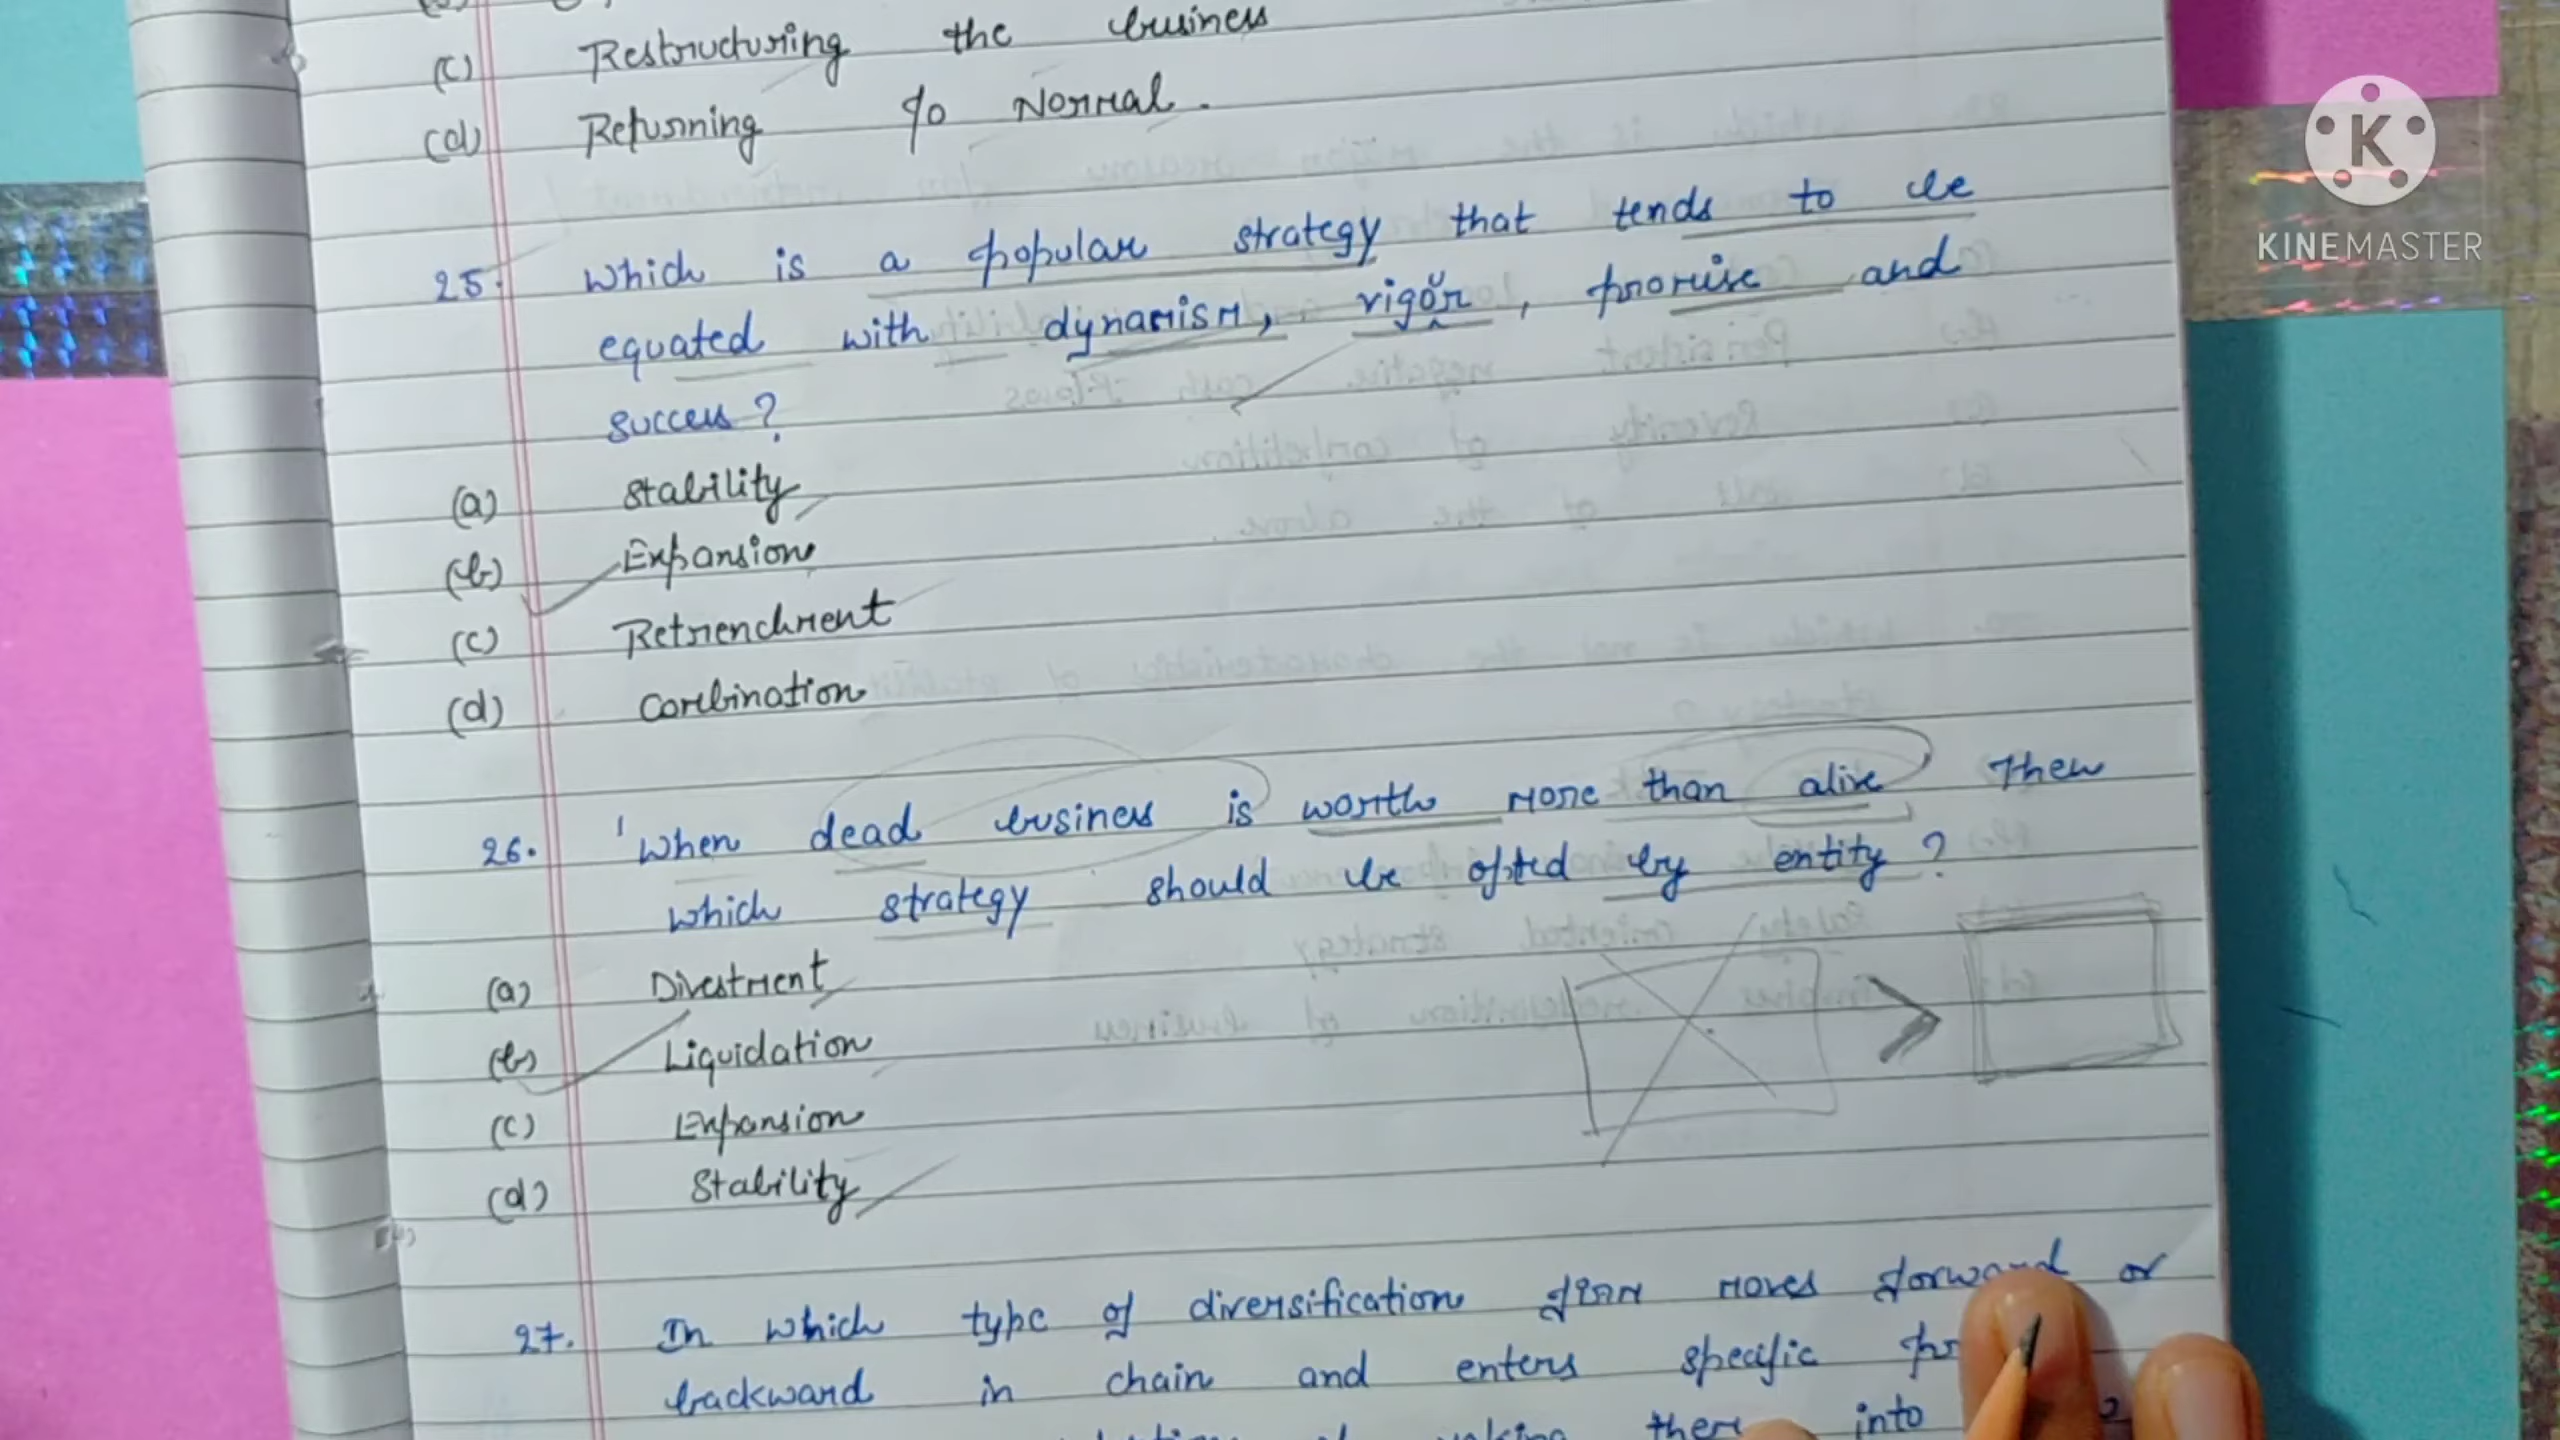 (c) Restructuring the business
(d) Returning to Normal.
25. Which is a popular strategy that tends to be
equated with dynamism, vigour, promise and
success?
(a) Stability
(b) Expansion
(c) Retrenchment
(d) Combination
26. 'When dead business is worth more than alive' Then
which strategy should be opted by entity?
(a) Divestment
(b) Liquidation
(c) Expansion
(d) Stability
27. In which type of diversification firm moves forward or
backward in chain and enters specific
there into
KINEMASTER